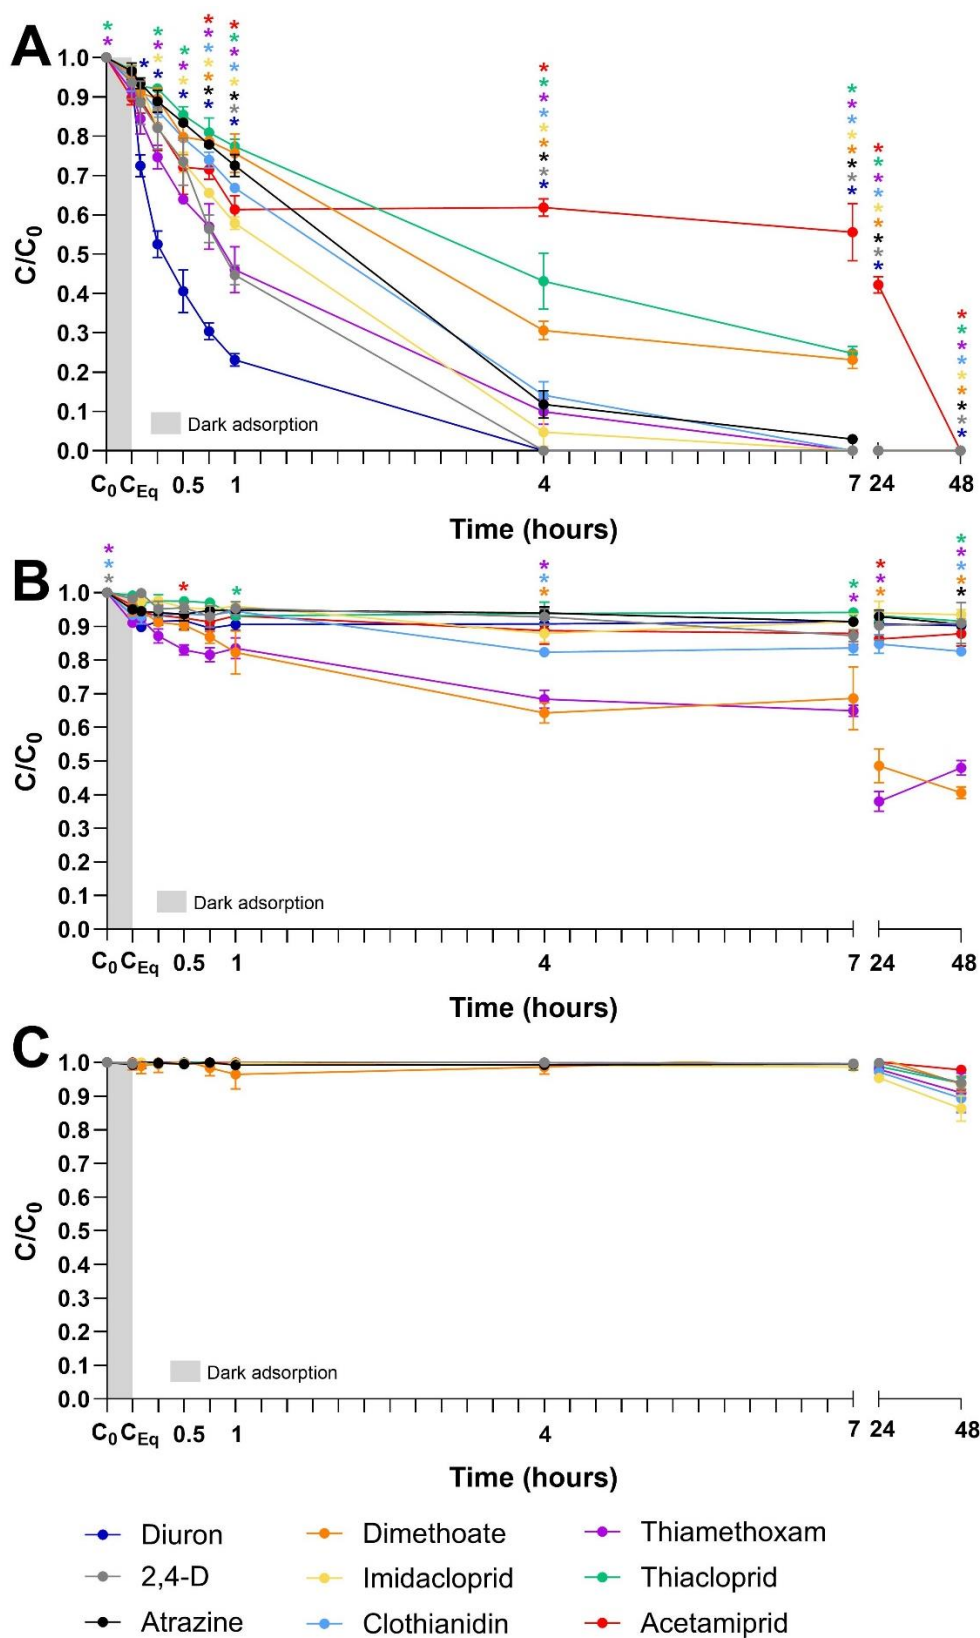 A
* *
1.0
0.9
0.8
0.7
0.6
0.5
0.4
0.3
0.2
0.1
0.0
C/C0
Dark adsorption
C0 CEq 0.5 1 4 7 24 48
Time (hours)
B
1.0
0.9
0.8
0.7
0.6
0.5
0.4
0.3
0.2
0.1
0.0
C/C0
Dark adsorption
C0 CEq 0.5 1 4 7 24 48
Time (hours)
C
1.0
0.9
0.8
0.7
0.6
0.5
0.4
0.3
0.2
0.1
0.0
C/C0
Dark adsorption
C0 CEq 0.5 1 4 7 24 48
Time (hours)
Diuron Dimethoate Thiamethoxam
2,4-D Imidacloprid Thiacloprid
Atrazine Clothianidin Acetamiprid